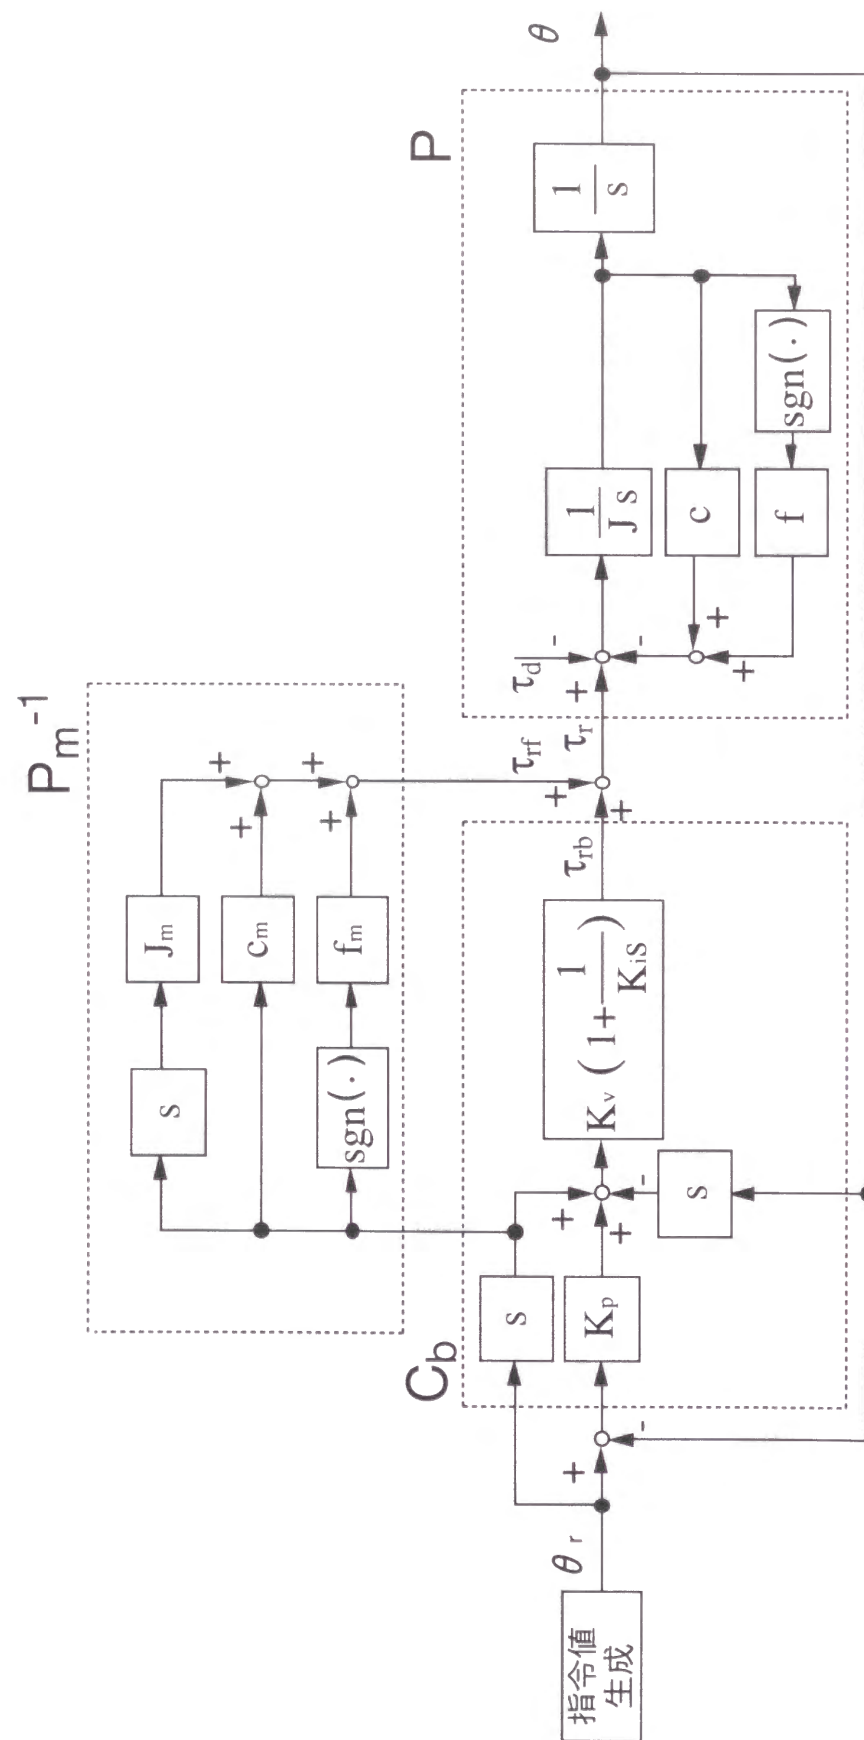 指令値
生成
θr
+
-
Cb
s
Kp
+
+
-
s
Kv(1+1/Kis)
τrb
Pm-1
s
Jm
cm
sgn(.)
fm
+
+
+
+
τrf
+
+
τr
P
τd
-
+
-
1/Js
c
+
f
+
sgn(.)
1/s
θ